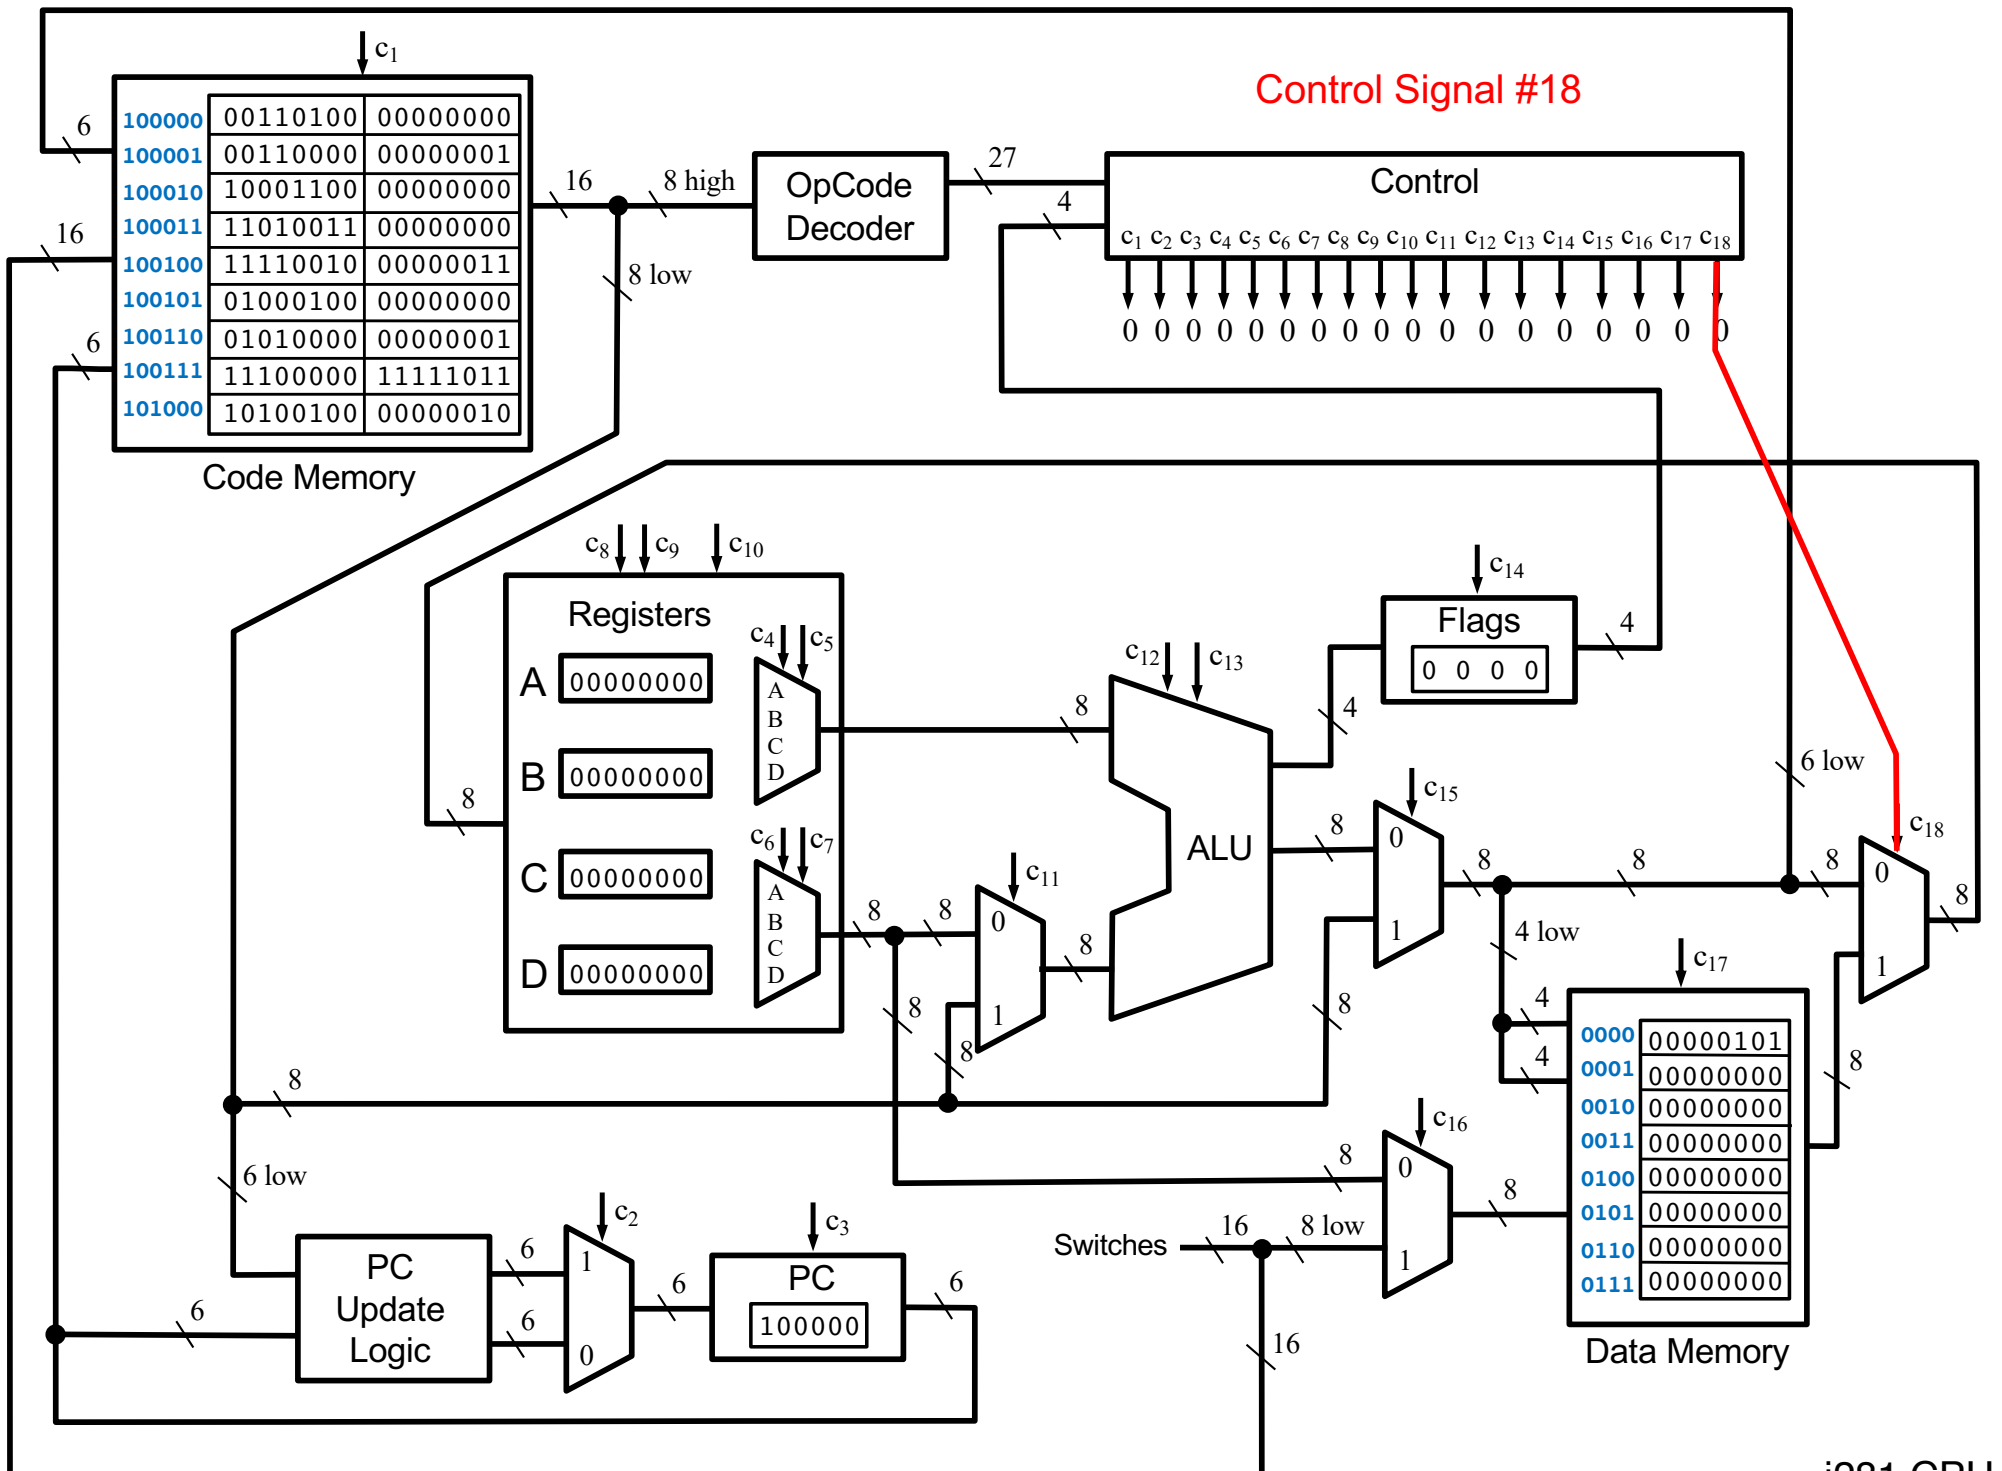 c1
Control Signal #18
6
100000 00110100 00000000
100001 00110000 00000001
100010 10001100 00000000
100011 11010011 00000000
100100 11110010 00000011
100101 01000100 00000000
100110 01010000 00000001
100111 11100000 11111011
101000 10100100 00000010
16
6
Code Memory
16
8 high
8 low
OpCode
Decoder
27
4
Control
c1 c2 c3 c4 c5 c6 c7 c8 c9 c10 c11 c12 c13 c14 c15 c16 c17 c18
0 0 0 0 0 0 0 0 0 0 0 0 0 0 0 0 0 0
c8 c9 c10
Registers
A 00000000
B 00000000
C 00000000
D 00000000
8
c4 c5
A
B
C
D
c6 c7
A
B
C
D
8
8
8
8
c11
0
1
8
8
c12 c13
ALU
c14
Flags
0 0 0 0
4
4
8
c15
0
1
8
8
8
6 low
8
c18
0
1
8
4 low
4
4
c17
0000 00000101
0001 00000000
0010 00000000
0011 00000000
0100 00000000
0101 00000000
0110 00000000
0111 00000000
Data Memory
8
8
6 low
6
PC
Update
Logic
6
6
c2
1
0
6
c3
PC
100000
6
8
c16
0
1
8
Switches
16
8 low
16